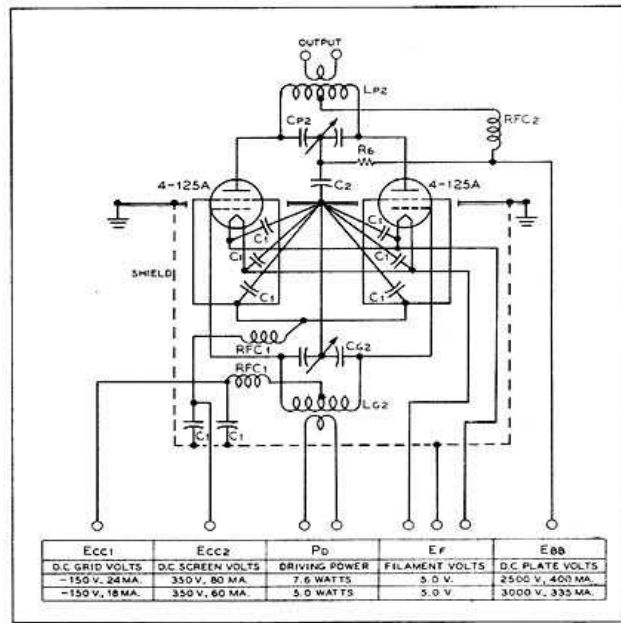 OUTPUT
LP2
CP2
RFC2
R6
C2
4-125A
4-125A
C1
C1
C1
C1
SHIELD
C1
C1
RFC1
CG2
RFC1
LG2
C1
C1
ECC1 ECC2 PD EF EBB
D.C. GRID VOLTS D.C. SCREEN VOLTS DRIVING POWER FILAMENT VOLTS D.C. PLATE VOLTS
-150 V, 24 MA. 350 V, 80 MA. 7.6 WATTS 5.0 V. 2500 V, 400 MA.
-150 V, 18 MA. 350 V, 60 MA. 5.0 WATTS 5.0 V 3000 V, 335 MA.